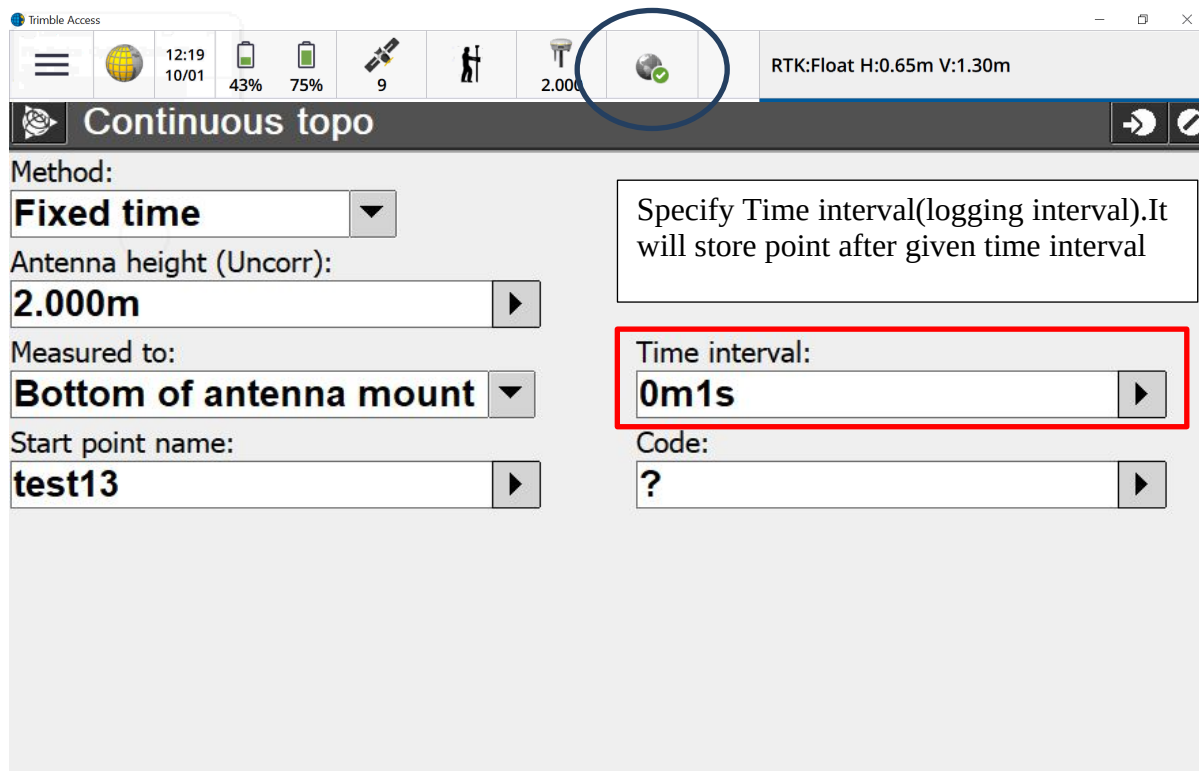 Trimble Access
12:19
10/01
43%
75%
9
2.000
RTK:Float H:0.65m V:1.30m
Continuous topo
Method:
Fixed time
Specify Time interval(logging interval).It
will store point after given time interval
Antenna height (Uncorr):
2.000m
Measured to:
Bottom of antenna mount
Time interval:
0m1s
Start point name:
test13
Code:
?